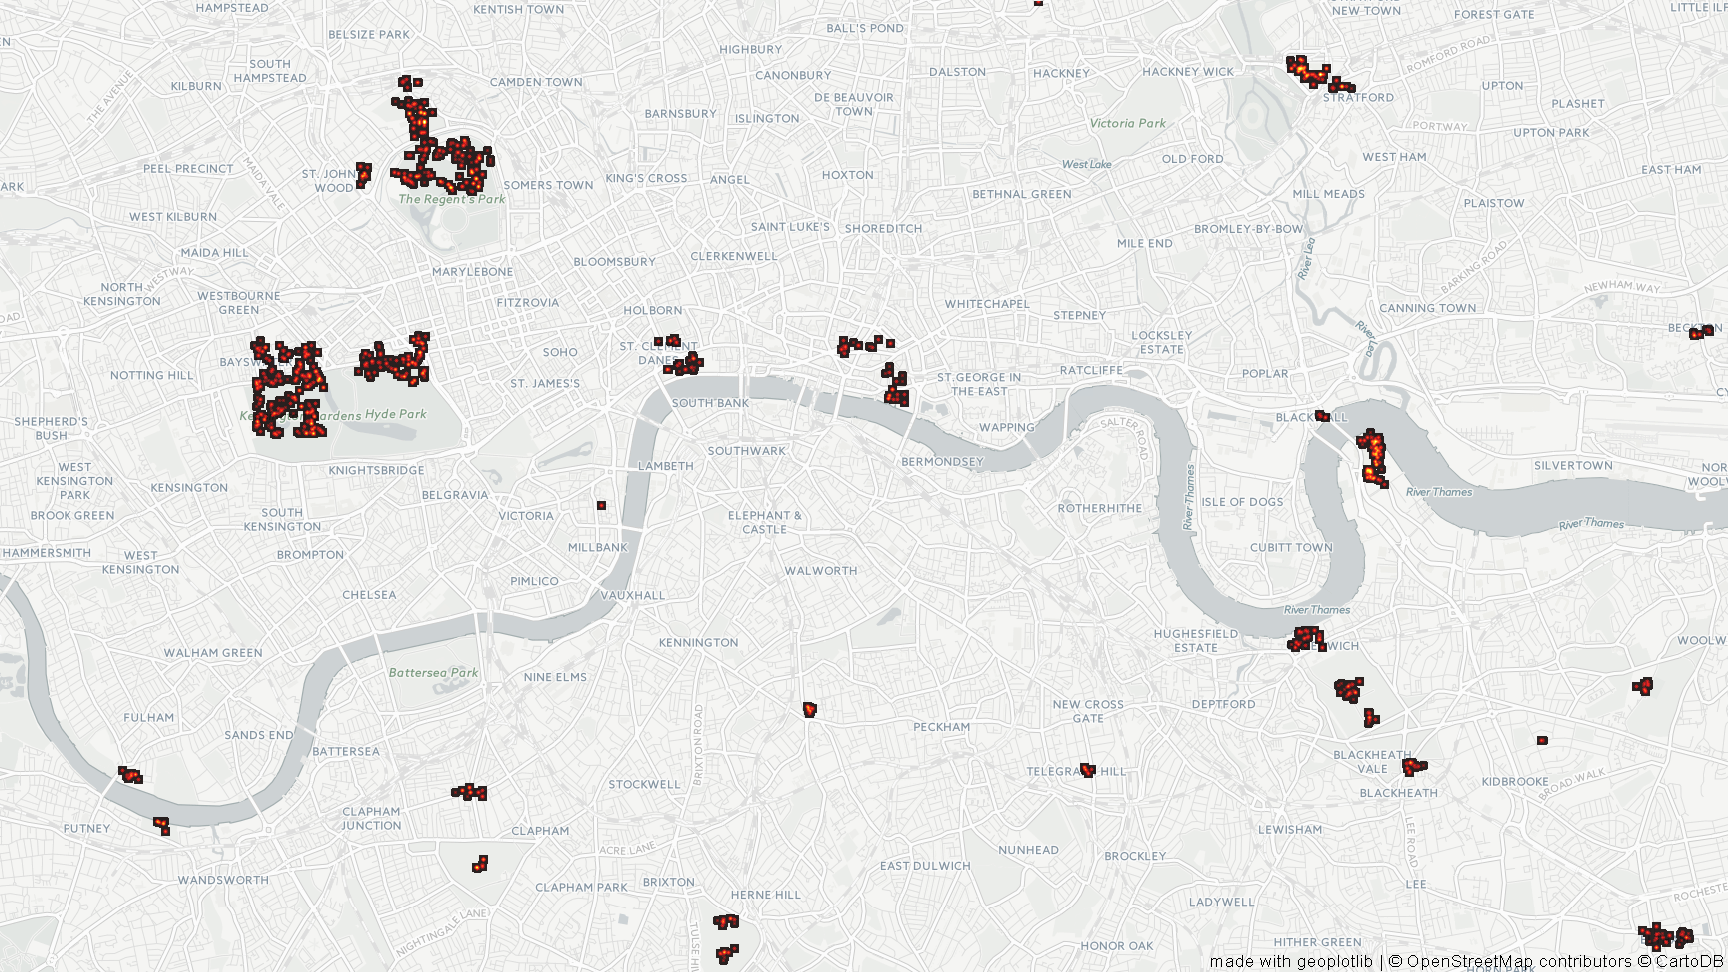 HAMPSTEAD
KENTISH TOWN
BALL'S POND
NEW TOWN
FOREST GATE
LITTLE ILF
BELSIZE PARK
HIGHBURY
ROMFORD ROAD
SOUTH
HAMPSTEAD
THE AVENUE
KILBURN
CAMDEN TOWN
CANONBURY
DALSTON
HACKNEY
HACKNEY WICK
UPTON
DE BEAUVOIR
TOWN
STRATFORD
PLASHET
BARNSBURY
ISLINGTON
Victoria Park
PORTWAY
UPTON PARK
PEEL PRECINCT
MAIDA VALE
ST. JOHN
WOOD
SOMERS TOWN
KING'S CROSS
ANGEL
HOXTON
West Lake
OLD FORD
WEST HAM
EAST HAM
ARK
The Regent's Park
BETHNAL GREEN
MILL MEADS
PLAISTOW
WEST KILBURN
SAINT LUKE'S
SHOREDITCH
BROMLEY-BY-BOW
MAIDA HILL
MILE END
River Lea
BARKING ROAD
WESTWAY
MARYLEBONE
BLOOMSBURY
CLERKENWELL
NEWHAM WAY
NORTH
KENSINGTON
WESTBOURNE
GREEN
FITZROVIA
HOLBORN
WHITECHAPEL
STEPNEY
CANNING TOWN
ROAD
LOCKSLEY
ESTATE
River Lea
BECKTON
BAYSW
SOHO
ST. CLEMENT
DANES
NOTTING HILL
ST. JAMES'S
ST.GEORGE IN
THE EAST
RATCLIFFE
POPLAR
SHEPHERD'S
BUSH
Gardens
Hyde Park
SOUTH BANK
WAPPING
SALTER ROAD
BLACKWALL
CY
WEST
KENSINGTON
PARK
KENSINGTON
KNIGHTSBRIDGE
LAMBETH
SOUTHWARK
BERMONDSEY
SILVERTOWN
NOR
WOOLW
BROOK GREEN
SOUTH
KENSINGTON
BELGRAVIA
VICTORIA
ELEPHANT &
CASTLE
ROTHERHITHE
River Thames
ISLE OF DOGS
River Thames
River Thames
HAMMERSMITH
WEST
KENSINGTON
BROMPTON
MILLBANK
CUBITT TOWN
PIMLICO
WALWORTH
CHELSEA
VAUXHALL
River Thames
WALHAM GREEN
KENNINGTON
HUGHESFIELD
ESTATE
WICH
WOOLW
Battersea Park
NINE ELMS
FULHAM
NEW CROSS
GATE
DEPTFORD
SANDS END
BATTERSEA
BRIXTON ROAD
PECKHAM
BLACKHEATH
VALE
STOCKWELL
TELEGRAPH HILL
KIDBROOKE
BROAD WALK
BLACKHEATH
CLAPHAM
JUNCTION
PUTNEY
CLAPHAM
LEWISHAM
LEE ROAD
ACRE LANE
NUNHEAD
BROCKLEY
EAST DULWICH
WANDSWORTH
CLAPHAM PARK
BRIXTON
HERNE HILL
LEE
ROCHESTE
LADYWELL
NIGHTINGALE LANE
TULSE HI
HONOR OAK
HITHER GREEN
made with geoplotlib | © OpenStreetMap contributors © CartoDB